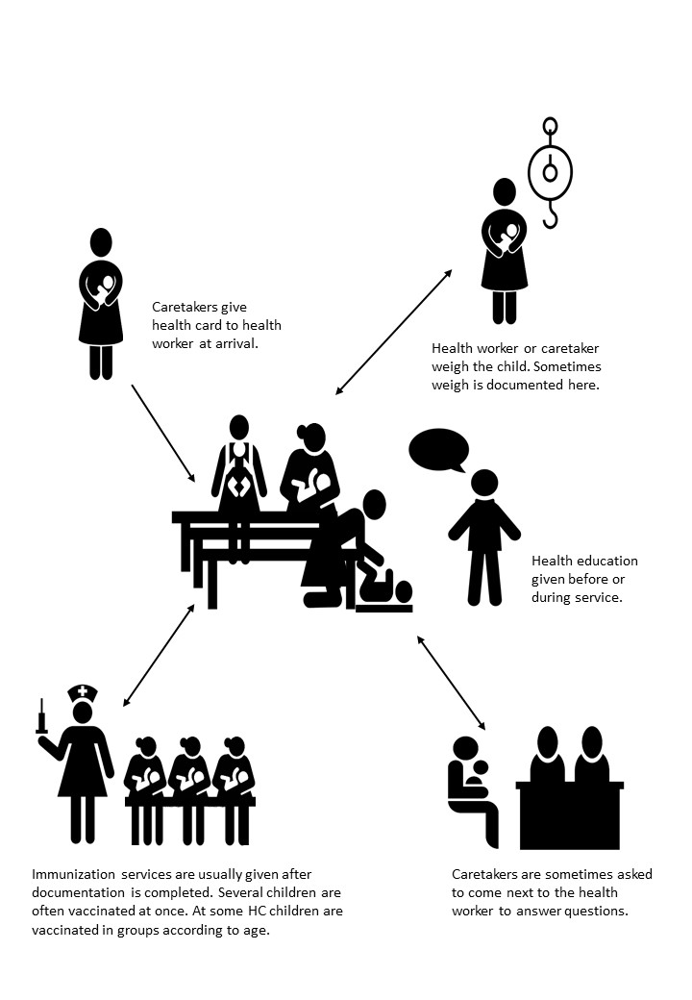 Caretakers give
health card to health
worker at arrival.
Health worker or caretaker
weigh the child. Sometimes
weigh is documented here.
Health education
given before or
during service.
Immunization services are usually given after
documentation is completed. Several children are
often vaccinated at once. At some HC children are
vaccinated in groups according to age.
Caretakers are sometimes asked
to come next to the health
worker to answer questions.